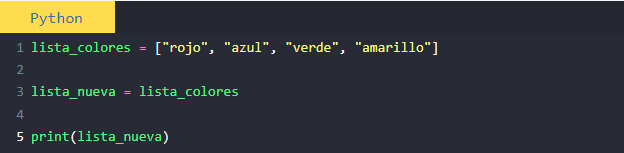 Python
1 lista_colores = ["rojo", "azul", "verde", "amarillo"]
2
3 lista_nueva = lista_colores
4
5 print(lista_nueva)